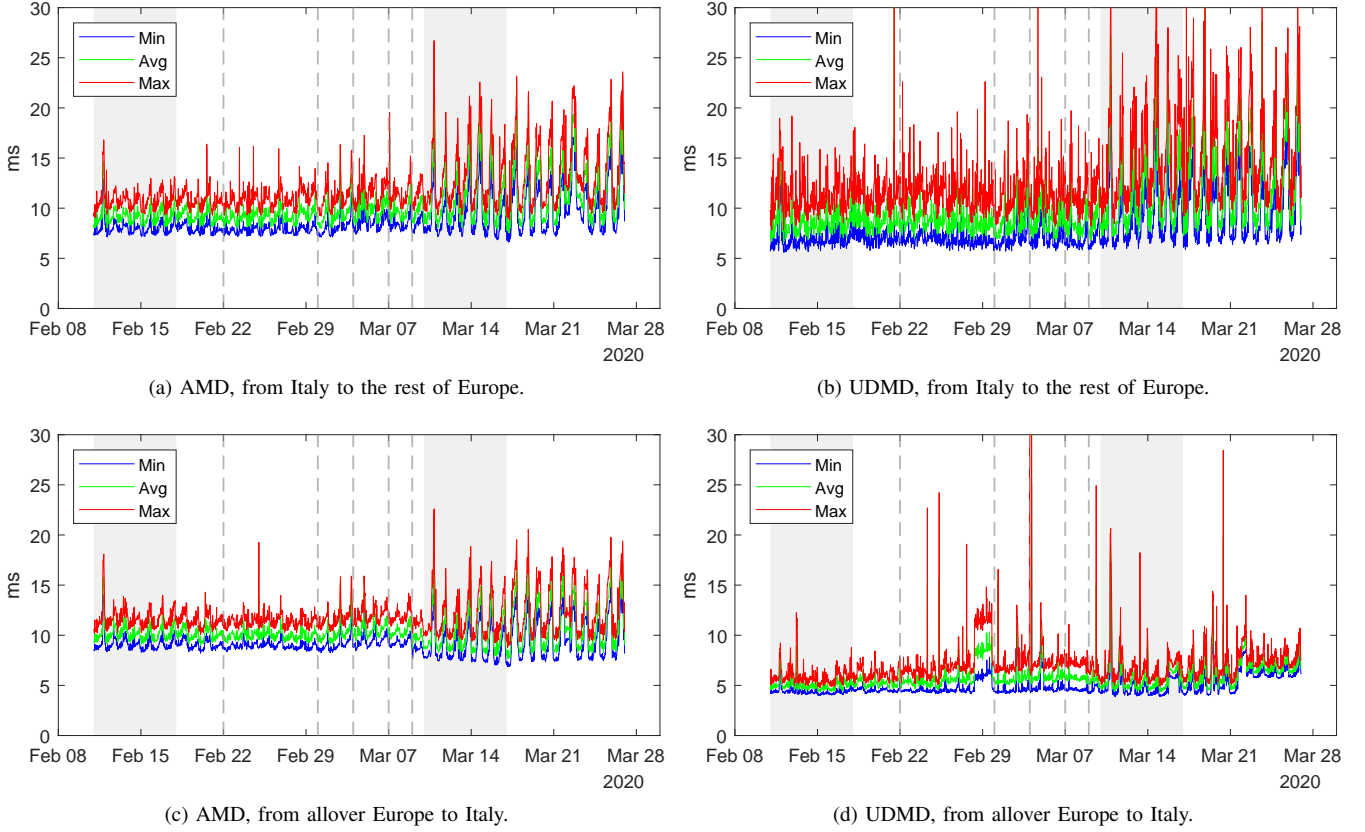 30
25
20
15
10
5
0
ms
Min
Avg
Max
Feb 08 Feb 15 Feb 22 Feb 29 Mar 07 Mar 14 Mar 21 Mar 28
2020
(a) AMD, from Italy to the rest of Europe.
30
25
20
15
10
5
0
ms
Min
Avg
Max
Feb 08 Feb 15 Feb 22 Feb 29 Mar 07 Mar 14 Mar 21 Mar 28
2020
(b) UDMD, from Italy to the rest of Europe.
30
25
20
15
10
5
0
ms
Min
Avg
Max
Feb 08 Feb 15 Feb 22 Feb 29 Mar 07 Mar 14 Mar 21 Mar 28
2020
(c) AMD, from allover Europe to Italy.
30
25
20
15
10
5
0
ms
Min
Avg
Max
Feb 08 Feb 15 Feb 22 Feb 29 Mar 07 Mar 14 Mar 21 Mar 28
2020
(d) UDMD, from allover Europe to Italy.